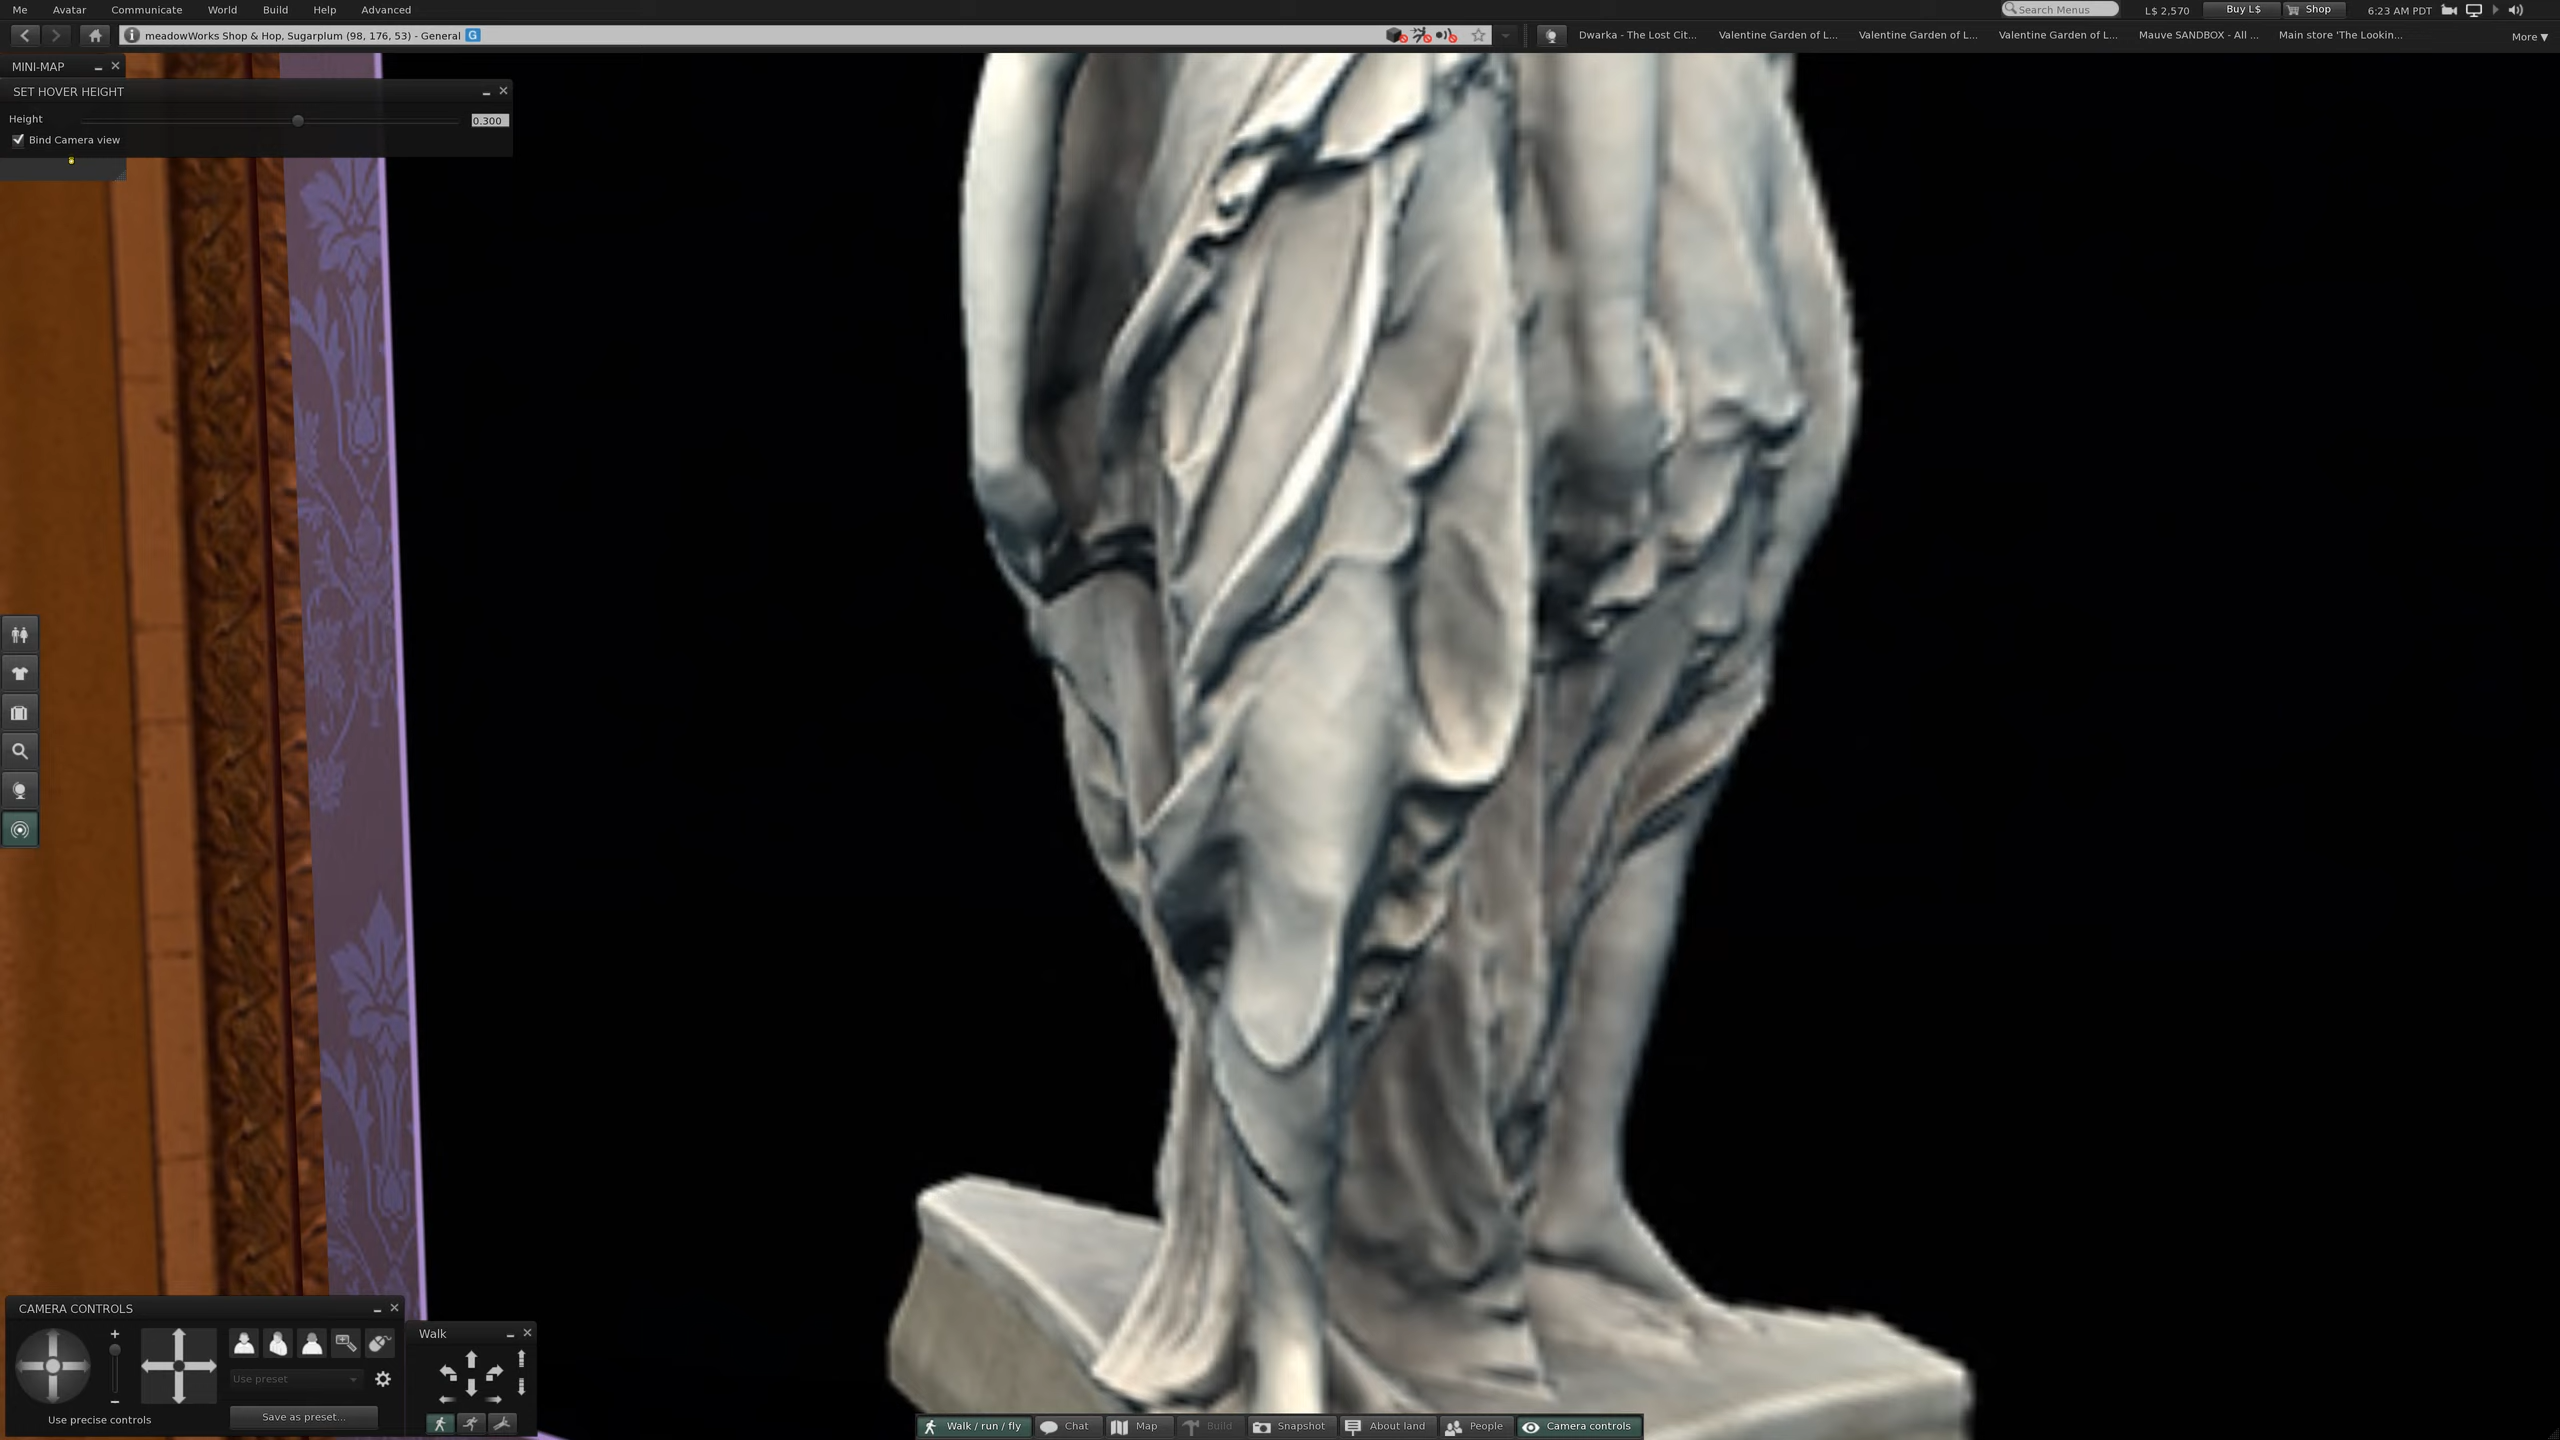 Me Avatar Communicate World Build Help Advanced
Search Menus L$ 2,570 Buy L$ Shop 6:23 AM PDT
meadowWorks Shop & Hop, Sugarplum (98, 176, 53) - General G
Dwarka - The Lost Cit... Valentine Garden of L... Valentine Garden of L... Valentine Garden of L... Mauve SANDBOX - All ... Main store 'The Lookin... More ▼
MINI-MAP
SET HOVER HEIGHT
Height 0.300
Bind Camera view
CAMERA CONTROLS
Use preset
Use precise controls
Save as preset...
Walk
Walk / run / fly Chat Map Build Snapshot About land People Camera controls